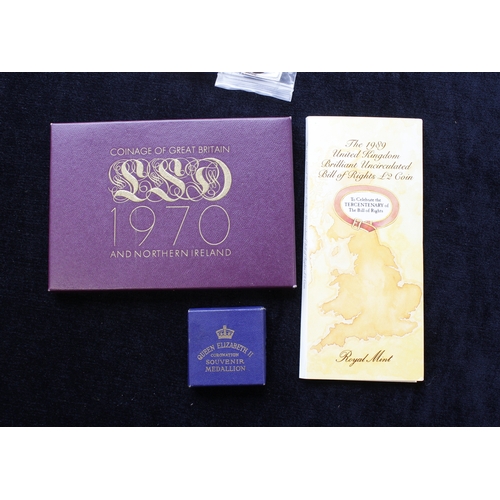 COINAGE OF GREAT BRITAIN
LSD
1970
AND NORTHERN IRELAND
The 1989
United Kingdom
Brilliant Uncirculated
Bill of Rights £2 Coin
To Celebrate the
TERCENTENARY of
The Bill of Rights
Royal Mint
QUEEN ELIZABETH II
CORONATION
SOUVENIR
MEDALLION